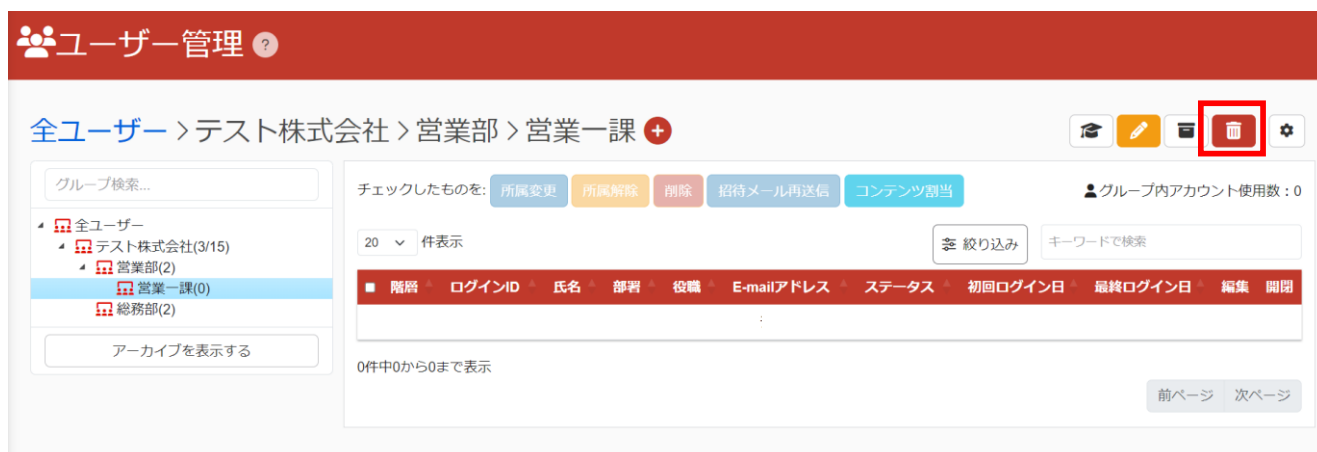 ユーザー管理 ?
全ユーザー > テスト株式会社 > 営業部 > 営業一課
グループ検索...
全ユーザー
テスト株式会社(3/15)
営業部(2)
営業一課(0)
総務部(2)
アーカイブを表示する
チェックしたものを: 所属変更 所属解除 削除 招待メール再送信 コンテンツ割当
グループ内アカウント使用数：0
20 件表示
絞り込み
キーワードで検索
階層 ログインID 氏名 部署 役職 E-mailアドレス ステータス 初回ログイン日 最終ログイン日 編集 開閉
0件中0から0まで表示
前ページ 次ページ